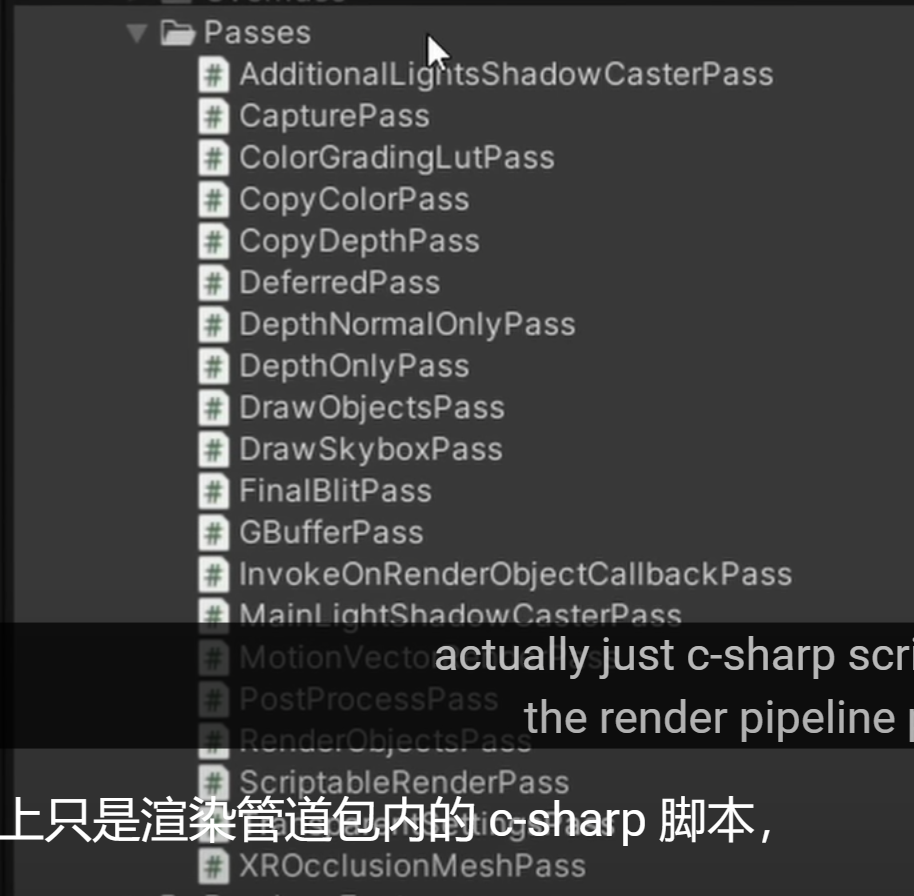 Passes
AdditionalLightsShadowCasterPass
CapturePass
ColorGradingLutPass
CopyColorPass
CopyDepthPass
DeferredPass
DepthNormalOnlyPass
DepthOnlyPass
DrawObjectsPass
DrawSkyboxPass
FinalBlitPass
GBufferPass
InvokeOnRenderObjectCallbackPass
MainLightShadowCasterPass
actually just c-sharp scri
PostProcessPass
the render pipeline p
RenderObjectsPass
ScriptableRenderPass
上只是渲染管道包内的 c-sharp 脚本，
XROcclusionMeshPass